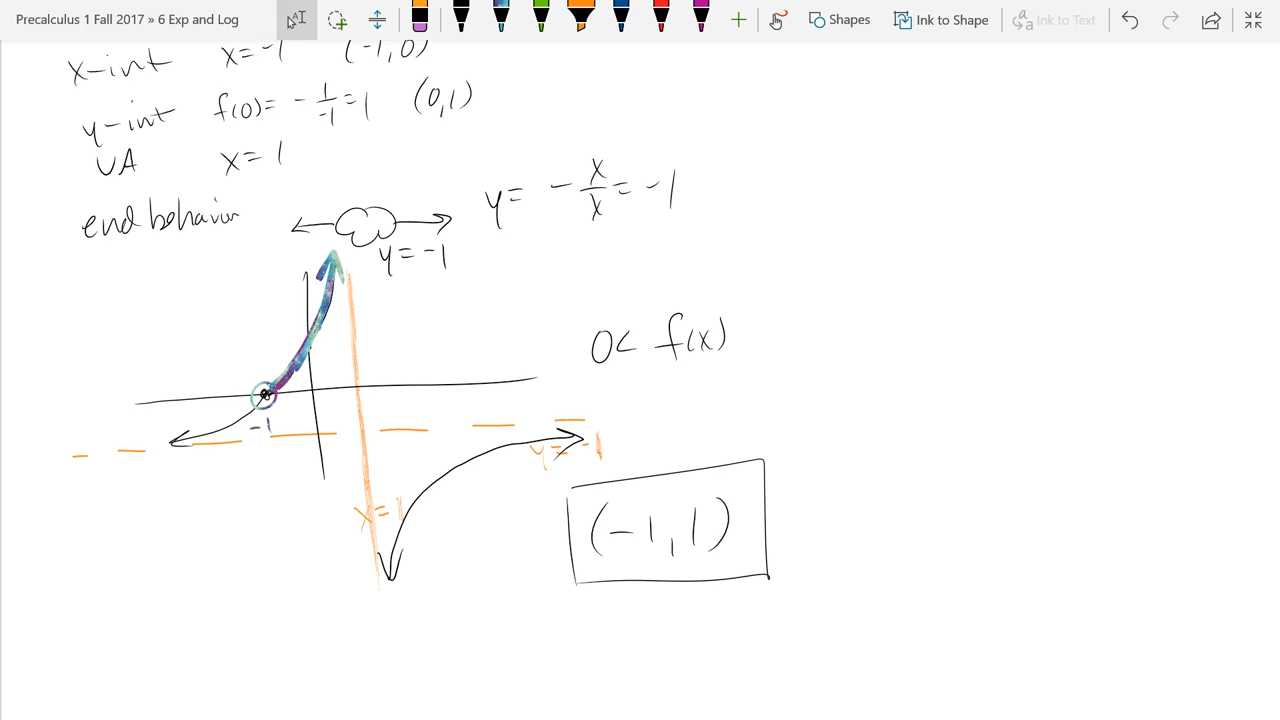 Precalculus 1 Fall 2017 » 6 Exp and Log
Shapes
Ink to Shape
Ink to Text
x-int x=-1 (-1,0)
y-int f(0)= - 1/-1 = 1 (0,1)
VA x=1
end behavior
y=-1
y= - x/x = -1
0< f(x)
-1
y=-1
x=1
(-1,1)